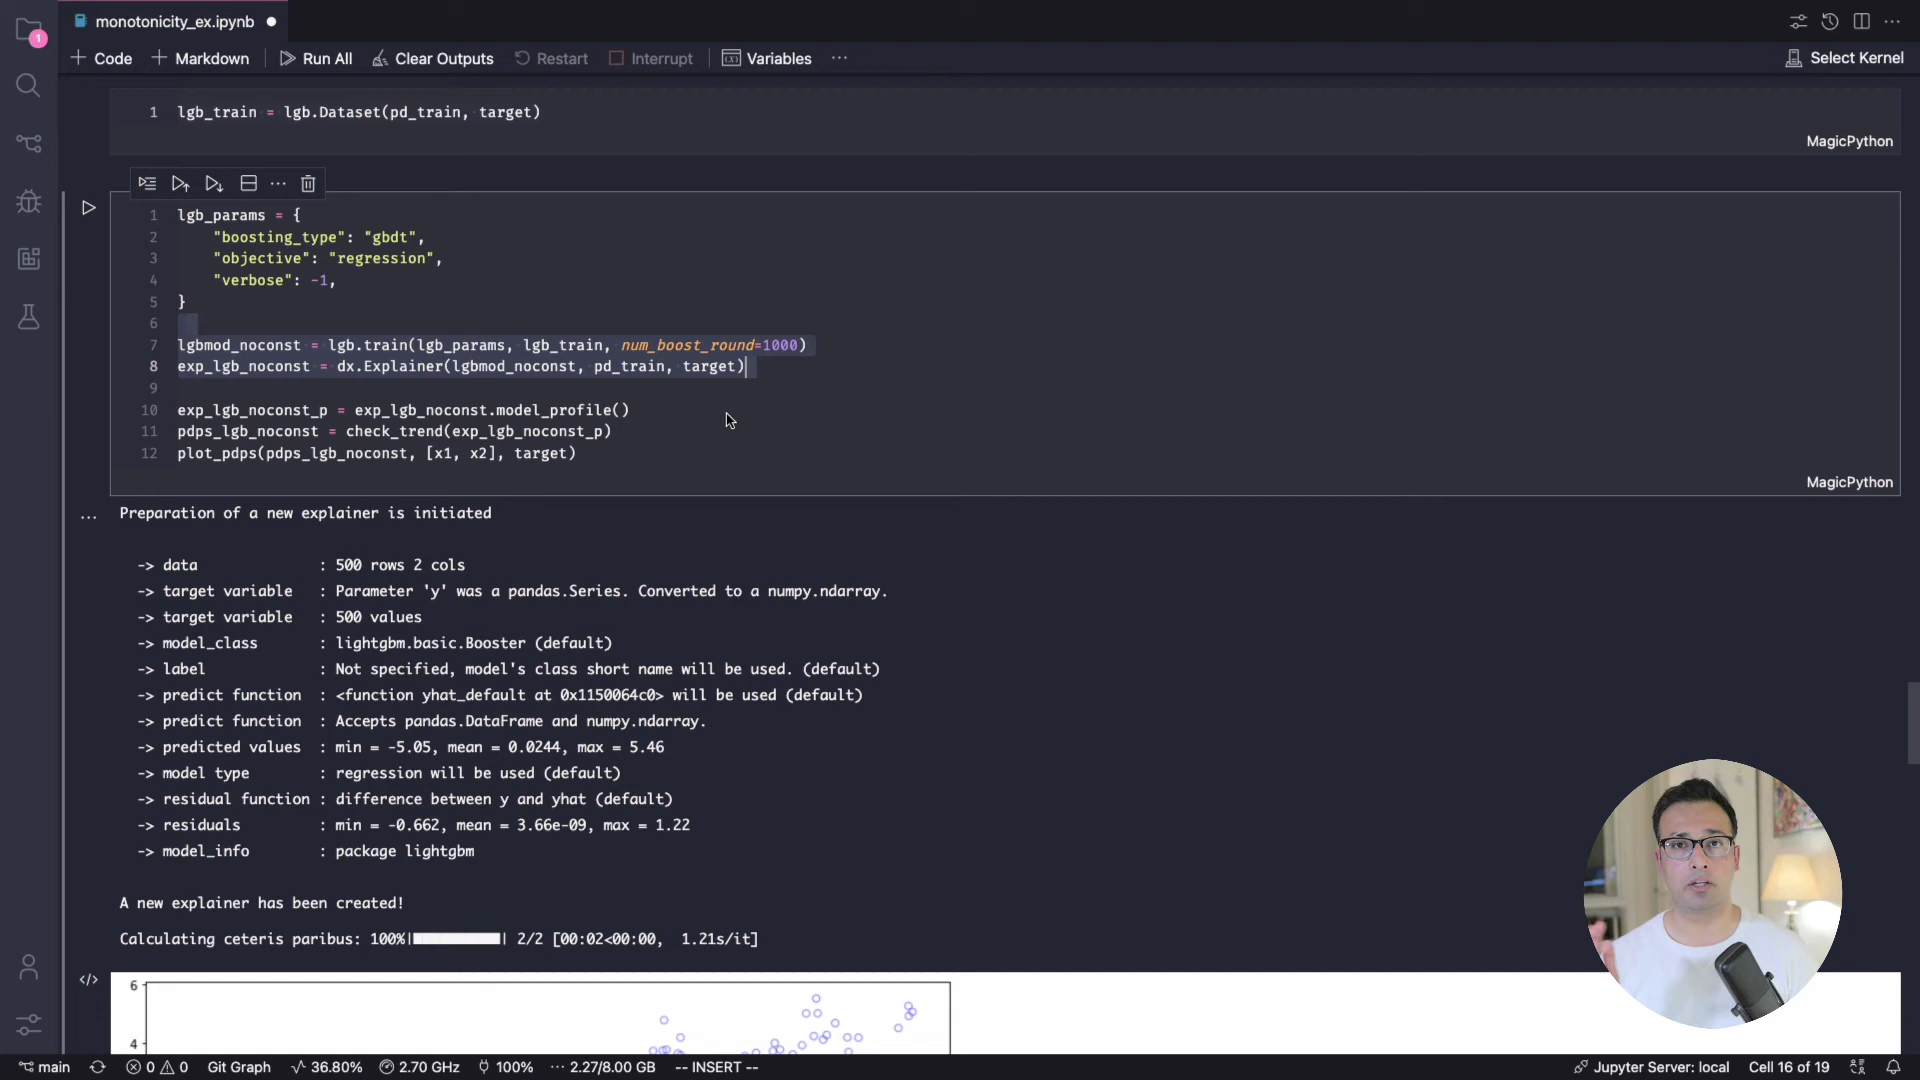 monotonicity_ex.ipynb
1
Code
Markdown
Run All
Clear Outputs
Restart
Interrupt
Variables
Select Kernel
1 lgb_train = lgb.Dataset(pd_train, target)
MagicPython
1 lgb_params = {
2 "boosting_type": "gbdt",
3 "objective": "regression",
4 "verbose": -1,
5 }
6
7 lgbmod_noconst = lgb.train(lgb_params, lgb_train, num_boost_round=1000)
8 exp_lgb_noconst = dx.Explainer(lgbmod_noconst, pd_train, target)
9
10 exp_lgb_noconst_p = exp_lgb_noconst.model_profile()
11 pdps_lgb_noconst = check_trend(exp_lgb_noconst_p)
12 plot_pdps(pdps_lgb_noconst, [x1, x2], target)
MagicPython
... Preparation of a new explainer is initiated
-> data : 500 rows 2 cols
-> target variable : Parameter 'y' was a pandas.Series. Converted to a numpy.ndarray.
-> target variable : 500 values
-> model_class : lightgbm.basic.Booster (default)
-> label : Not specified, model's class short name will be used. (default)
-> predict function : <function yhat_default at 0x1150064c0> will be used (default)
-> predict function : Accepts pandas.DataFrame and numpy.ndarray.
-> predicted values : min = -5.05, mean = 0.0244, max = 5.46
-> model type : regression will be used (default)
-> residual function : difference between y and yhat (default)
-> residuals : min = -0.662, mean = 3.66e-09, max = 1.22
-> model_info : package lightgbm
A new explainer has been created!
Calculating ceteris paribus: 100%|██████████| 2/2 [00:02<00:00, 1.21s/it]
6
4
main 0 0 Git Graph 36.80% 2.70 GHz 100% 2.27/8.00 GB -- INSERT -- Jupyter Server: local Cell 16 of 19